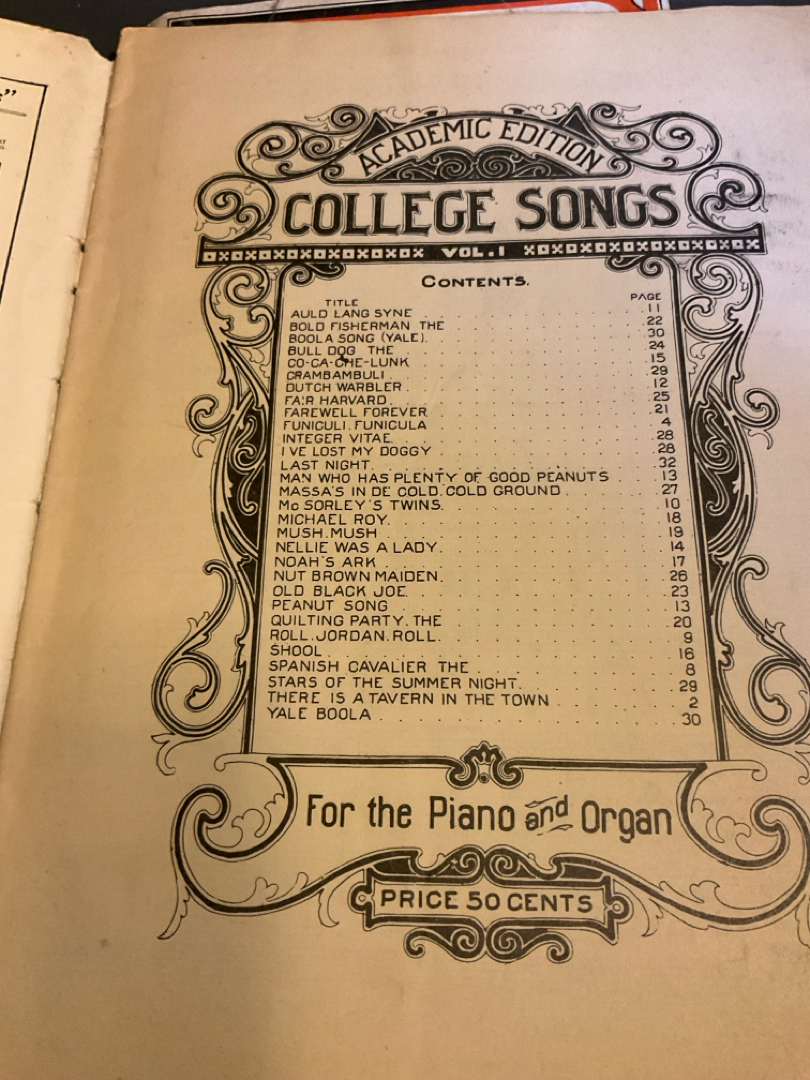 ACADEMIC EDITION
COLLEGE SONGS
VOL. I
CONTENTS.
TITLE PAGE
AULD LANG SYNE 11
BOLD FISHERMAN THE 22
BOOLA SONG (YALE). 30
BULL DOG THE 24
CO-CA-CHE-LUNK 15
CRAMBAMBULI 29
DUTCH WARBLER 12
FAIR HARVARD 25
FAREWELL FOREVER 21
FUNICULI. FUNICULA 4
INTEGER VITAE 28
I'VE LOST MY DOGGY 28
LAST NIGHT 32
MAN WHO HAS PLENTY OF GOOD PEANUTS 13
MASSA'S IN DE COLD. COLD GROUND 27
MC SORLEY'S TWINS 10
MICHAEL ROY 18
MUSH. MUSH 19
NELLIE WAS A LADY 14
NOAH'S ARK 17
NUT BROWN MAIDEN 26
OLD BLACK JOE 23
PEANUT SONG 13
QUILTING PARTY. THE 20
ROLL. JORDAN. ROLL 9
SHOOL 16
SPANISH CAVALIER THE 8
STARS OF THE SUMMER NIGHT 29
THERE IS A TAVERN IN THE TOWN 2
YALE BOOLA 30
For the Piano and Organ
PRICE 50 CENTS